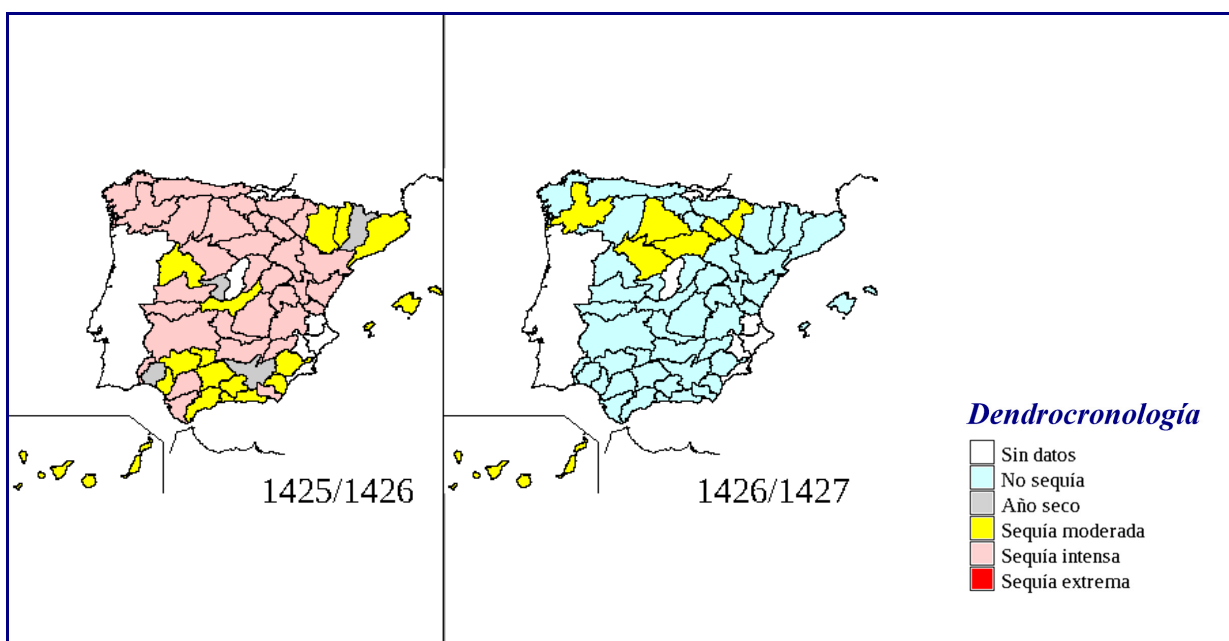 1425/1426
1426/1427
Dendrocronología
Sin datos
No sequía
Año seco
Sequía moderada
Sequía intensa
Sequía extrema